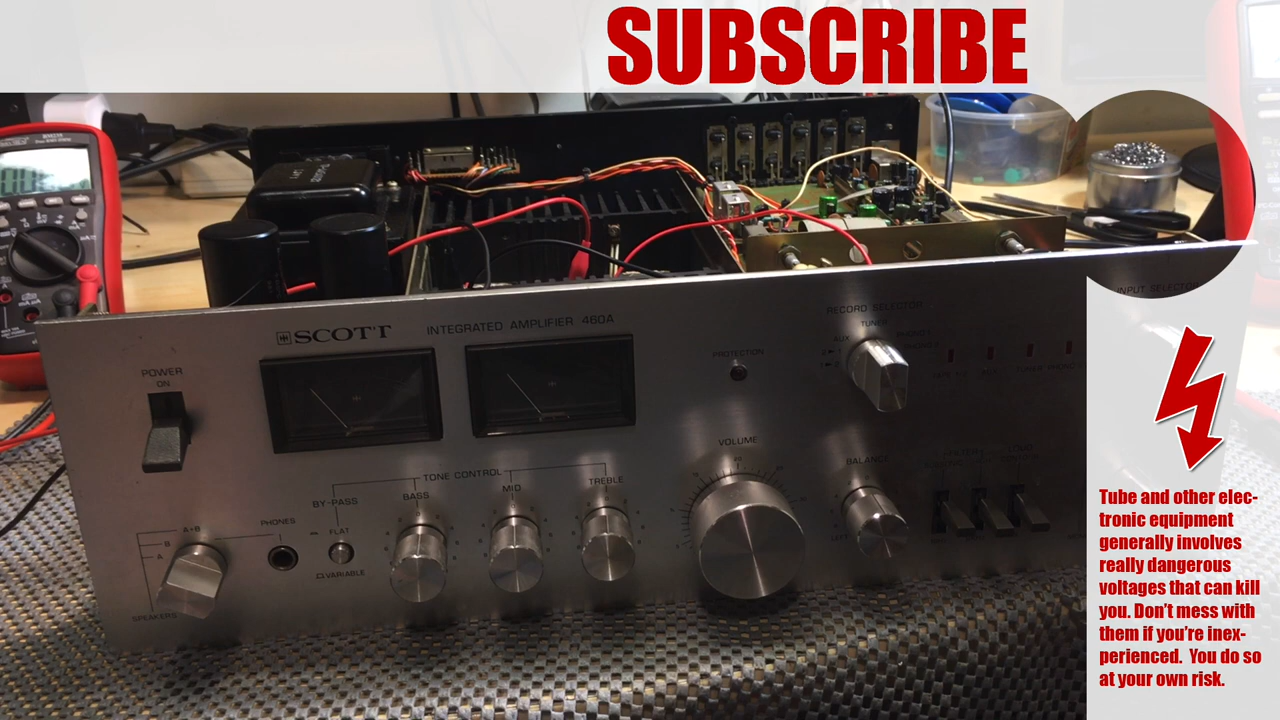 SUBSCRIBE
SCOTT
INTEGRATED AMPLIFIER 460A
POWER
ON
RECORD SELECTOR
TUNER
AUX
INPUT SELECTOR
PROTECTION
VOLUME
BALANCE
LEFT
TONE CONTROL
BY-PASS
BASS
MID
TREBLE
FLAT
VARIABLE
PHONES
A+B
B
A
SPEAKERS
Tube and other elec-
tronic equipment
generally involves
really dangerous
voltages that can kill
you. Don't mess with
them if you're inex-
perienced. You do so
at your own risk.